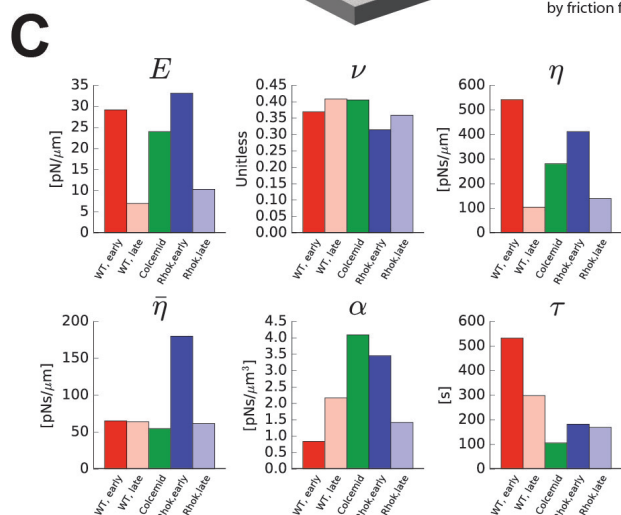 by friction f
C
E
ν
η
35
30
25
20
15
10
5
0
[pN/μm]
WT, early
WT, late
Colcemid
Rhok,early
Rhok,late
0.40
0.35
0.30
0.25
0.20
0.15
0.10
0.05
0.00
Unitless
WT, early
WT, late
Colcemid
Rhok,early
Rhok,late
600
500
400
300
200
100
0
[pNs/μm]
WT, early
WT, late
Colcemid
Rhok,early
Rhok,late
η̄
α
τ
200
150
100
50
0
[pNs/μm]
WT, early
WT, late
Colcemid
Rhok,early
Rhok,late
4.5
4.0
3.5
3.0
2.5
2.0
1.5
1.0
0.5
0.0
[pNs/μm³]
WT, early
WT, late
Colcemid
Rhok,early
Rhok,late
600
500
400
300
200
100
0
[s]
WT, early
WT, late
Colcemid
Rhok,early
Rhok,late